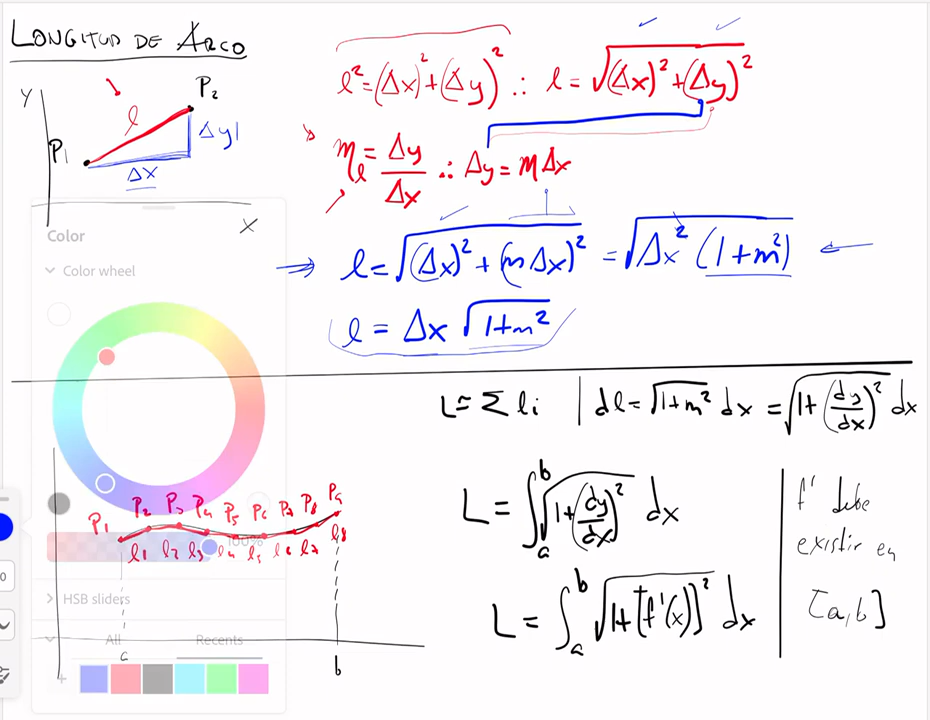 LONGITUD DE ARCO
l² = (Δx)² + (Δy)² ∴ l = √((Δx)² + (Δy)²)
Y
P₂
l
Δy
P₁
Δx
m_l = Δy/Δx ∴ Δy = mΔx
⇒ l = √((Δx)² + (mΔx)²) = √(Δx²(1+m²)) ←
l = Δx √(1+m²)
Color
X
Color wheel
L = Σ li | dl = √(1+m²) dx = √(1+(dy/dx)²) dx
P₁ P₂ P₃ P₄ P₅ P₆ P₇ P₈ P₉
l₁ l₂ l₃ l₄ l₅ l₆ l₇ l₈
100%
L = ∫ₐᵇ √(1+(dy/dx)²) dx
f' debe
existir en
[a,b]
L = ∫ₐᵇ √(1+[f'(x)]²) dx
HSB sliders
All Recents
a b
0
+